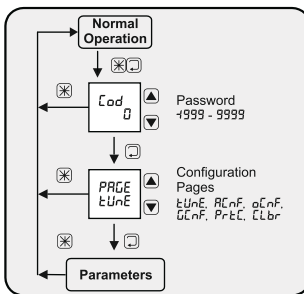 Normal
Operation
Cod
0
Password
-1999 - 9999
PAGE
tUnE
Configuration
Pages
tUnE, ACnF, oCnF,
GCnF, PrtC, CLbr
Parameters